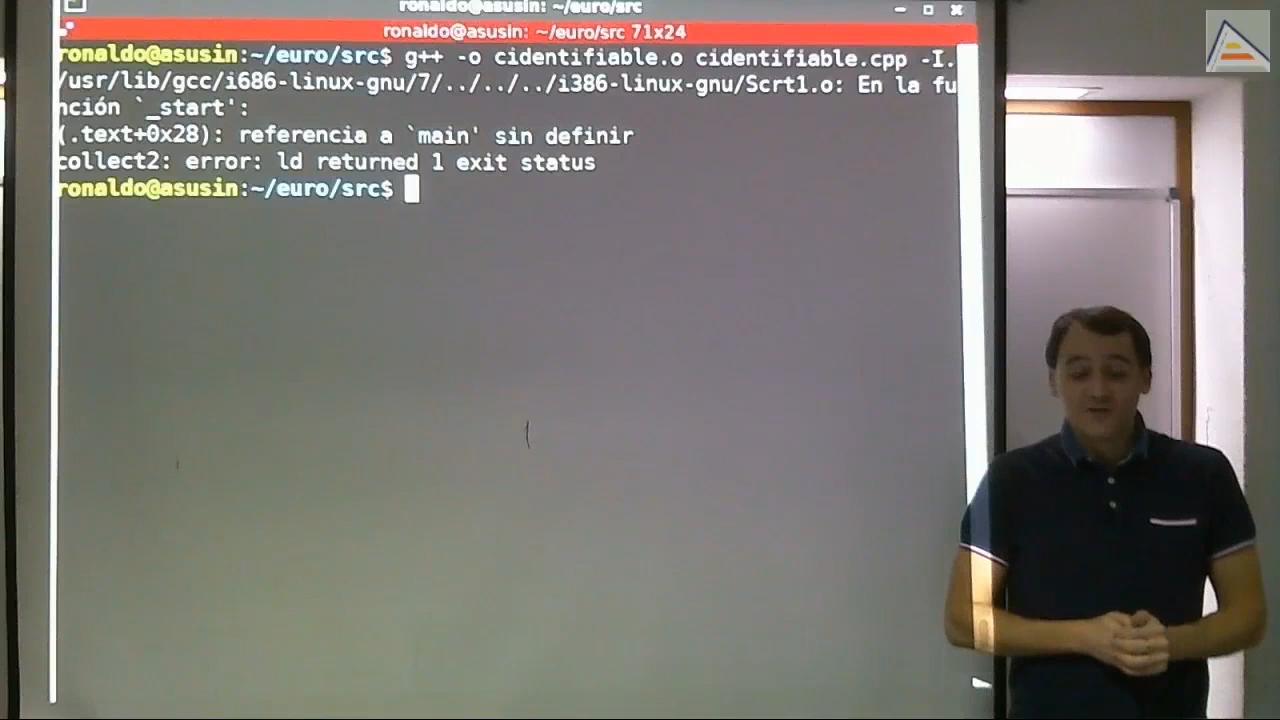 ronaldo@asusin: ~/euro/src
ronaldo@asusin: ~/euro/src 71x24
ronaldo@asusin:~/euro/src$ g++ -o cidentifiable.o cidentifiable.cpp -I.
/usr/lib/gcc/i686-linux-gnu/7/../../../i386-linux-gnu/Scrt1.o: En la fu
nción `_start':
(.text+0x28): referencia a `main' sin definir
collect2: error: ld returned 1 exit status
ronaldo@asusin:~/euro/src$